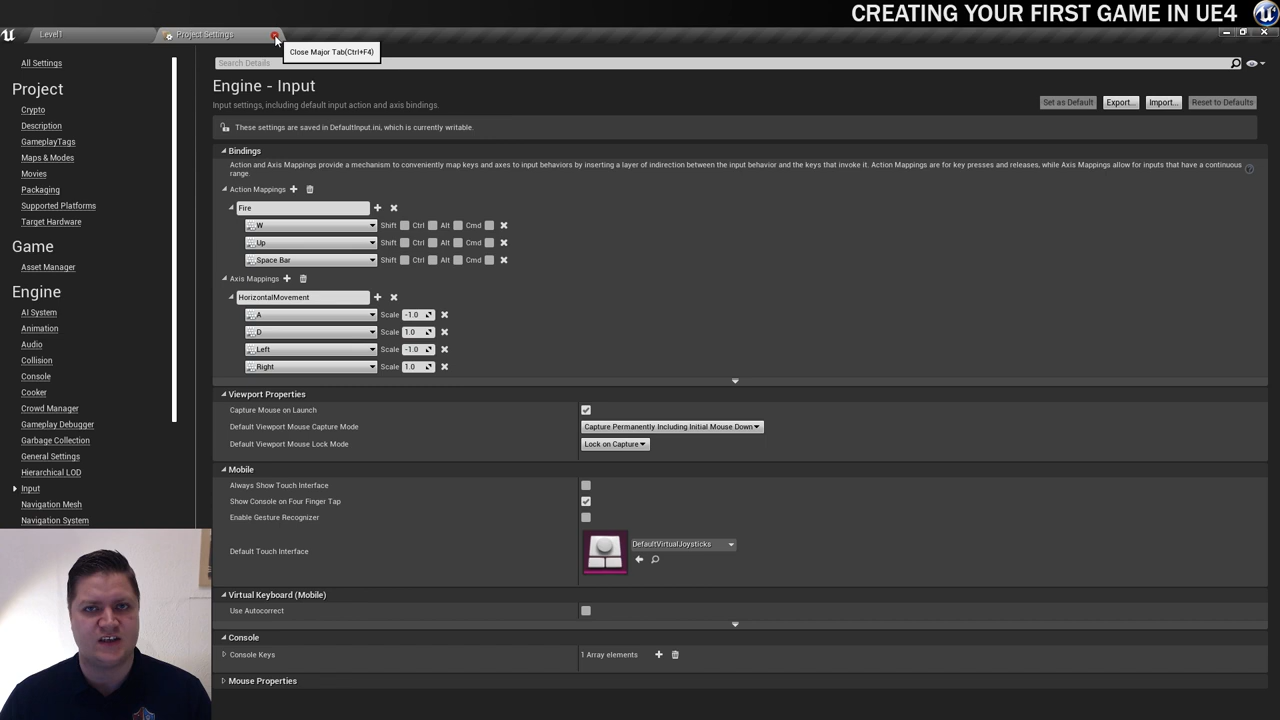 CREATING YOUR FIRST GAME IN UE4
Level1
Project Settings
Close Major Tab(Ctrl+F4)
All Settings
Search Details
Project
Crypto
Description
GameplayTags
Maps & Modes
Movies
Packaging
Supported Platforms
Target Hardware
Game
Asset Manager
Engine
AI System
Animation
Audio
Collision
Console
Cooker
Crowd Manager
Gameplay Debugger
Garbage Collection
General Settings
Hierarchical LOD
Input
Navigation Mesh
Navigation System
Engine - Input
Input settings, including default input action and axis bindings.
Set as Default
Export...
Import...
Reset to Defaults
These settings are saved in DefaultInput.ini, which is currently writable.
Bindings
Action and Axis Mappings provide a mechanism to conveniently map keys and axes to input behaviors by inserting a layer of indirection between the input behavior and the keys that invoke it. Action Mappings are for key presses and releases, while Axis Mappings allow for inputs that have a continuous
range.
Action Mappings
Fire
W Shift Ctrl Alt Cmd
Up Shift Ctrl Alt Cmd
Space Bar Shift Ctrl Alt Cmd
Axis Mappings
HorizontalMovement
A Scale -1.0
D Scale 1.0
Left Scale -1.0
Right Scale 1.0
Viewport Properties
Capture Mouse on Launch
Default Viewport Mouse Capture Mode Capture Permanently Including Initial Mouse Down
Default Viewport Mouse Lock Mode Lock on Capture
Mobile
Always Show Touch Interface
Show Console on Four Finger Tap
Enable Gesture Recognizer
Default Touch Interface DefaultVirtualJoysticks
Virtual Keyboard (Mobile)
Use Autocorrect
Console
Console Keys 1 Array elements
Mouse Properties